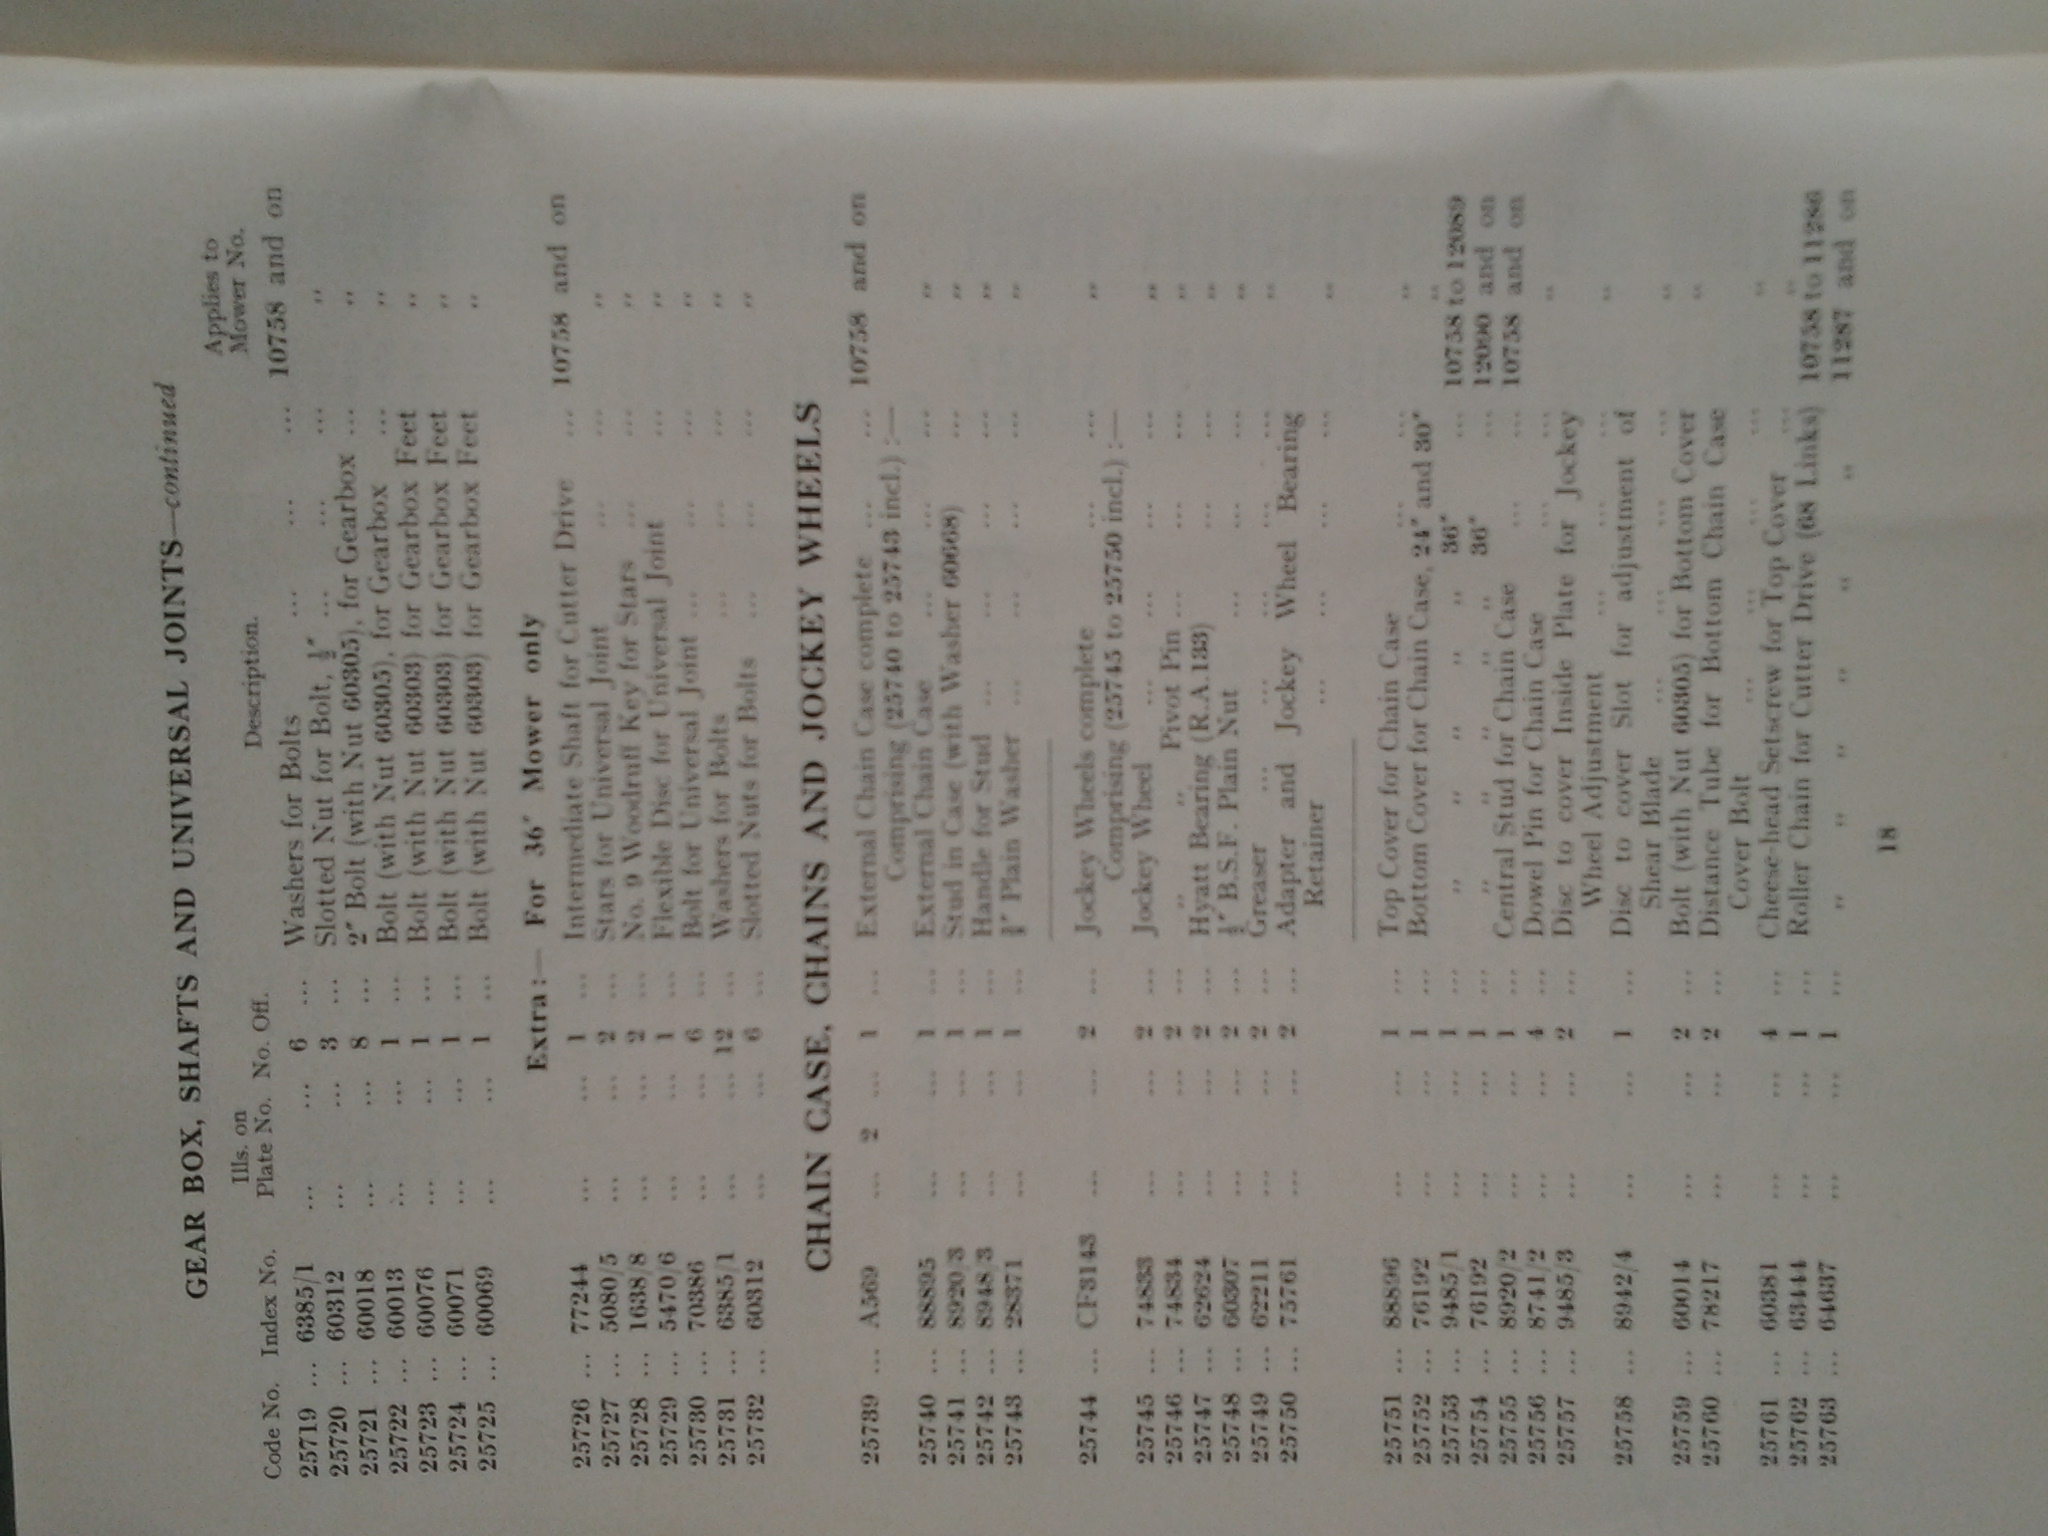 GEAR BOX, SHAFTS AND UNIVERSAL JOINTS—continued
Ills. on Applies to
Code No. Index No. Plate No. No. Off. Description. Mower No.
25719 ... 6385/1 ... ... 6 ... Washers for Bolts ... ... ... 10758 and on
25720 ... 60312 ... ... 3 ... Slotted Nut for Bolt, ½″ ... ... ... ,,
25721 ... 60018 ... ... 8 ... 2″ Bolt (with Nut 60305), for Gearbox ... ,,
25722 ... 60013 ... ... 1 ... Bolt (with Nut 60305), for Gearbox ... ,,
25723 ... 60076 ... ... 1 ... Bolt (with Nut 60303) for Gearbox Feet ,,
25724 ... 60071 ... ... 1 ... Bolt (with Nut 60303) for Gearbox Feet ,,
25725 ... 60069 ... ... 1 ... Bolt (with Nut 60303) for Gearbox Feet ,,
Extra:— For 36″ Mower only
25726 ... 77244 ... ... 1 ... Intermediate Shaft for Cutter Drive ... 10758 and on
25727 ... 5080/5 ... ... 2 ... Stars for Universal Joint ... ... ,,
25728 ... 1638/8 ... ... 2 ... No. 9 Woodruff Key for Stars ... ... ,,
25729 ... 5470/6 ... ... 1 ... Flexible Disc for Universal Joint ... ,,
25730 ... 70386 ... ... 6 ... Bolt for Universal Joint ... ... ... ,,
25731 ... 6385/1 ... ... 12 ... Washers for Bolts ... ... ... ,,
25732 ... 60312 ... ... 6 ... Slotted Nuts for Bolts ... ... ... ,,
CHAIN CASE, CHAINS AND JOCKEY WHEELS
25739 ... A569 ... 2 ... 1 ... External Chain Case complete ... ... 10758 and on
Comprising (25740 to 25743 incl.) :—
25740 ... 88895 ... ... 1 ... External Chain Case ... ... ... ,,
25741 ... 8920/3 ... ... 1 ... Stud in Case (with Washer 60668) ,,
25742 ... 8948/3 ... ... 1 ... Handle for Stud ... ... ... ... ,,
25743 ... 28371 ... ... 1 ... Plain Washer ... ... ... ... ,,
25744 ... CF3143 ... ... 2 ... Jockey Wheels complete ... ... ,,
Comprising (25745 to 25750 incl.) :—
25745 ... 74833 ... ... 2 ... Jockey Wheel ... ... ... ... ,,
25746 ... 74834 ... ... 2 ... ,, ,, Pivot Pin ... ... ... ,,
25747 ... 62624 ... ... 2 ... Hyatt Bearing (R.A.133) ... ... ,,
25748 ... 60307 ... ... 2 ... ½″ B.S.F. Plain Nut ... ... ... ,,
25749 ... 62211 ... ... 2 ... Greaser ... ... ... ... ... ,,
25750 ... 75761 ... ... 2 ... Adapter and Jockey Wheel Bearing
Retainer ... ... ... ... ,,
25751 ... 88896 ... ... 1 ... Top Cover for Chain Case ... ... ,,
25752 ... 76192 ... ... 1 ... Bottom Cover for Chain Case, 24″ and 30″ ,,
25753 ... 9485/1 ... ... 1 ... ,, ,, ,, ,, ,, 36″ ... 10758 to 12089
25754 ... 76192 ... ... 1 ... ,, ,, ,, ,, ,, 36″ ... 12090 and on
25755 ... 8920/2 ... ... 1 ... Central Stud for Chain Case ... ... 10758 and on
25756 ... 8741/2 ... ... 4 ... Dowel Pin for Chain Case ... ... ,,
25757 ... 9485/3 ... ... 2 ... Disc to cover Inside Plate for Jockey
Wheel Adjustment ... ... ... ,,
25758 ... 8942/4 ... ... 1 ... Disc to cover Slot for adjustment of
Shear Blade ... ... ... ... ,,
25759 ... 60014 ... ... 2 ... Bolt (with Nut 60305) for Bottom Cover ,,
25760 ... 78217 ... ... 2 ... Distance Tube for Bottom Chain Case
Cover Bolt ... ... ... ... ,,
25761 ... 60381 ... ... 4 ... Cheese-head Setscrew for Top Cover ... ,,
25762 ... 63444 ... ... 1 ... Roller Chain for Cutter Drive (68 Links) 10758 to 11286
25763 ... 64637 ... ... 1 ... ,, ,, ,, ,, ,, ,, ,, 11287 and on
18